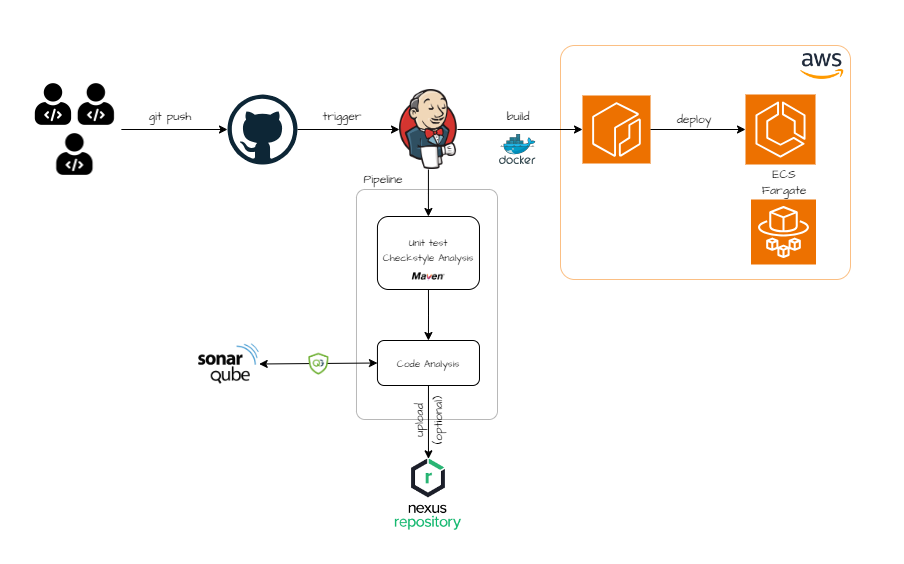 aws
git push
trigger
build
docker
deploy
ECS
Fargate
Pipeline
Unit test
Checkstyle Analysis
Maven
Code Analysis
sonar
qube
QG
upload
(optional)
r
nexus
repository